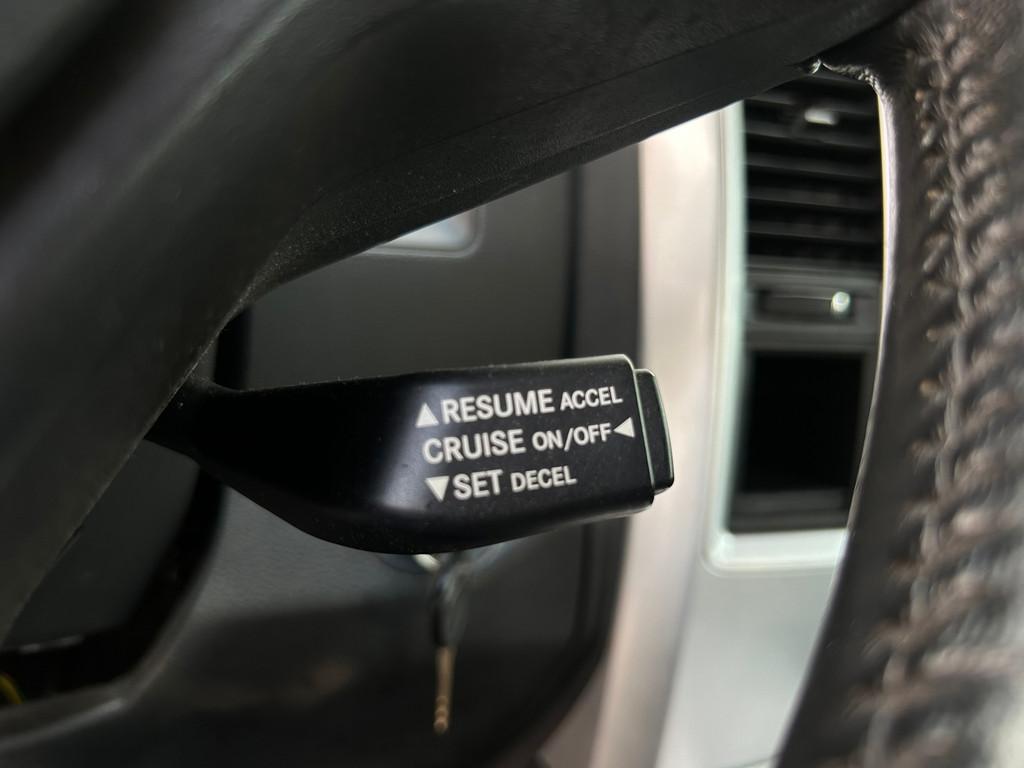 ▲RESUME ACCEL
CRUISE ON/OFF◀
▼SET DECEL